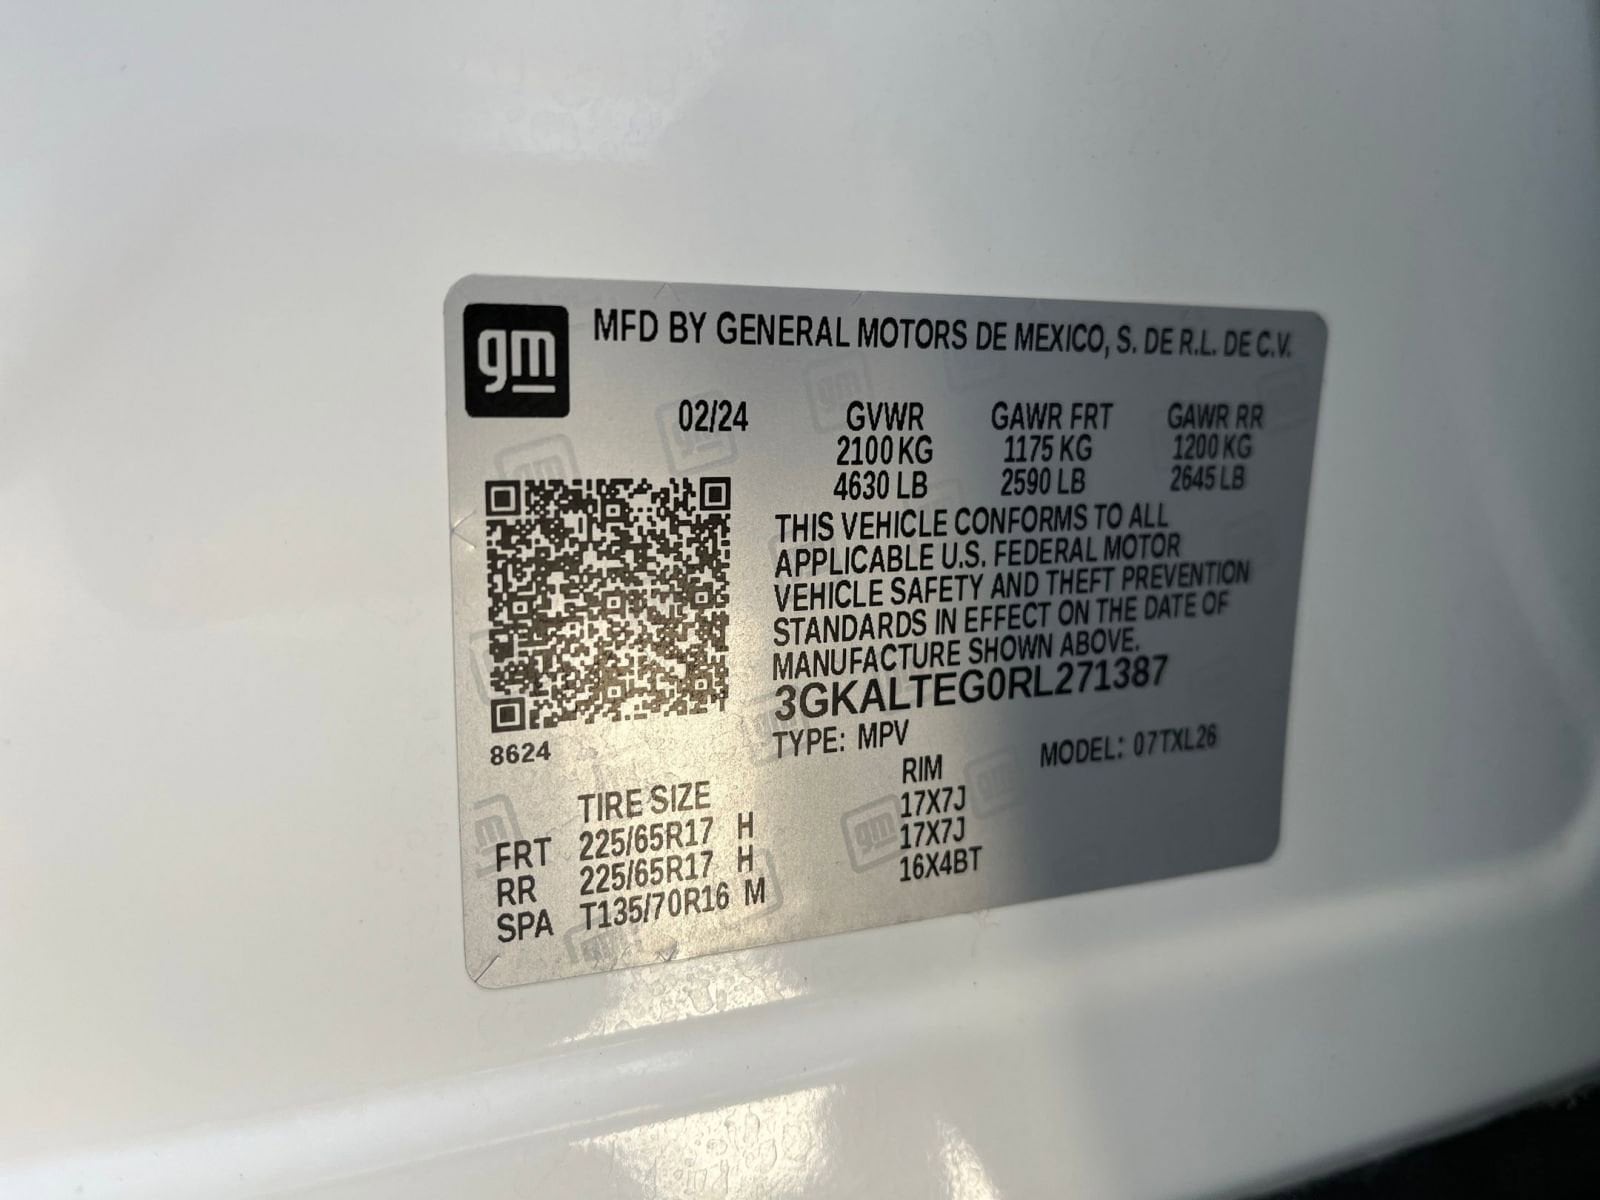 gm
MFD BY GENERAL MOTORS DE MEXICO, S. DE R.L. DE C.V.
02/24 GVWR GAWR FRT GAWR RR
2100 KG 1175 KG 1200 KG
4630 LB 2590 LB 2645 LB
THIS VEHICLE CONFORMS TO ALL
APPLICABLE U.S. FEDERAL MOTOR
VEHICLE SAFETY AND THEFT PREVENTION
STANDARDS IN EFFECT ON THE DATE OF
MANUFACTURE SHOWN ABOVE.
3GKALTEG0RL271387
8624
TYPE: MPV MODEL: 07TXL26
TIRE SIZE RIM
FRT 225/65R17 H 17X7J
RR 225/65R17 H 17X7J
SPA T135/70R16 M 16X4BT